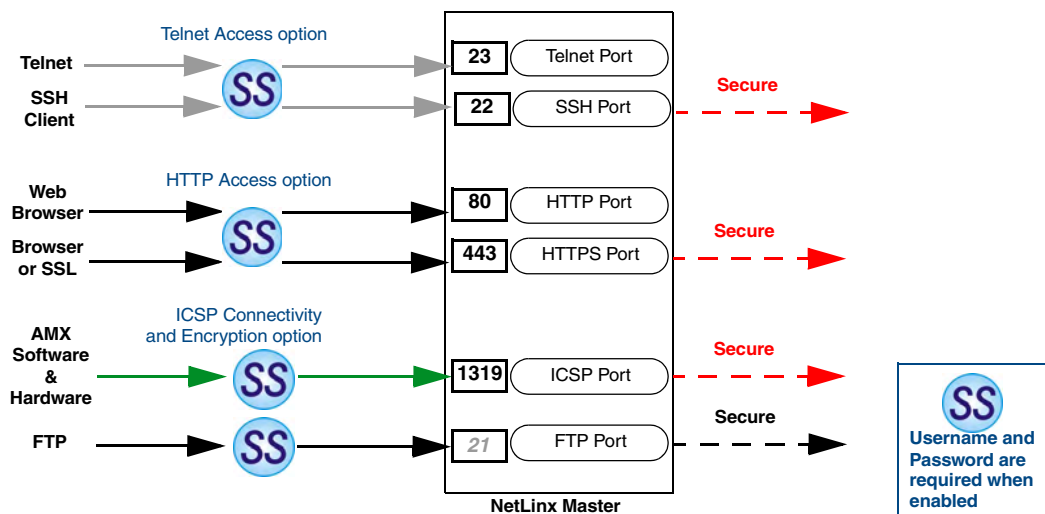 Telnet Access option
Telnet
SS
23
Telnet Port
SSH
Client
22
SSH Port
Secure
HTTP Access option
Web
Browser
SS
80
HTTP Port
Browser
or SSL
443
HTTPS Port
Secure
ICSP Connectivity
and Encryption option
AMX
Software
&
Hardware
SS
1319
ICSP Port
Secure
FTP
SS
21
FTP Port
Secure
NetLinx Master
SS
Username and
Password are
required when
enabled